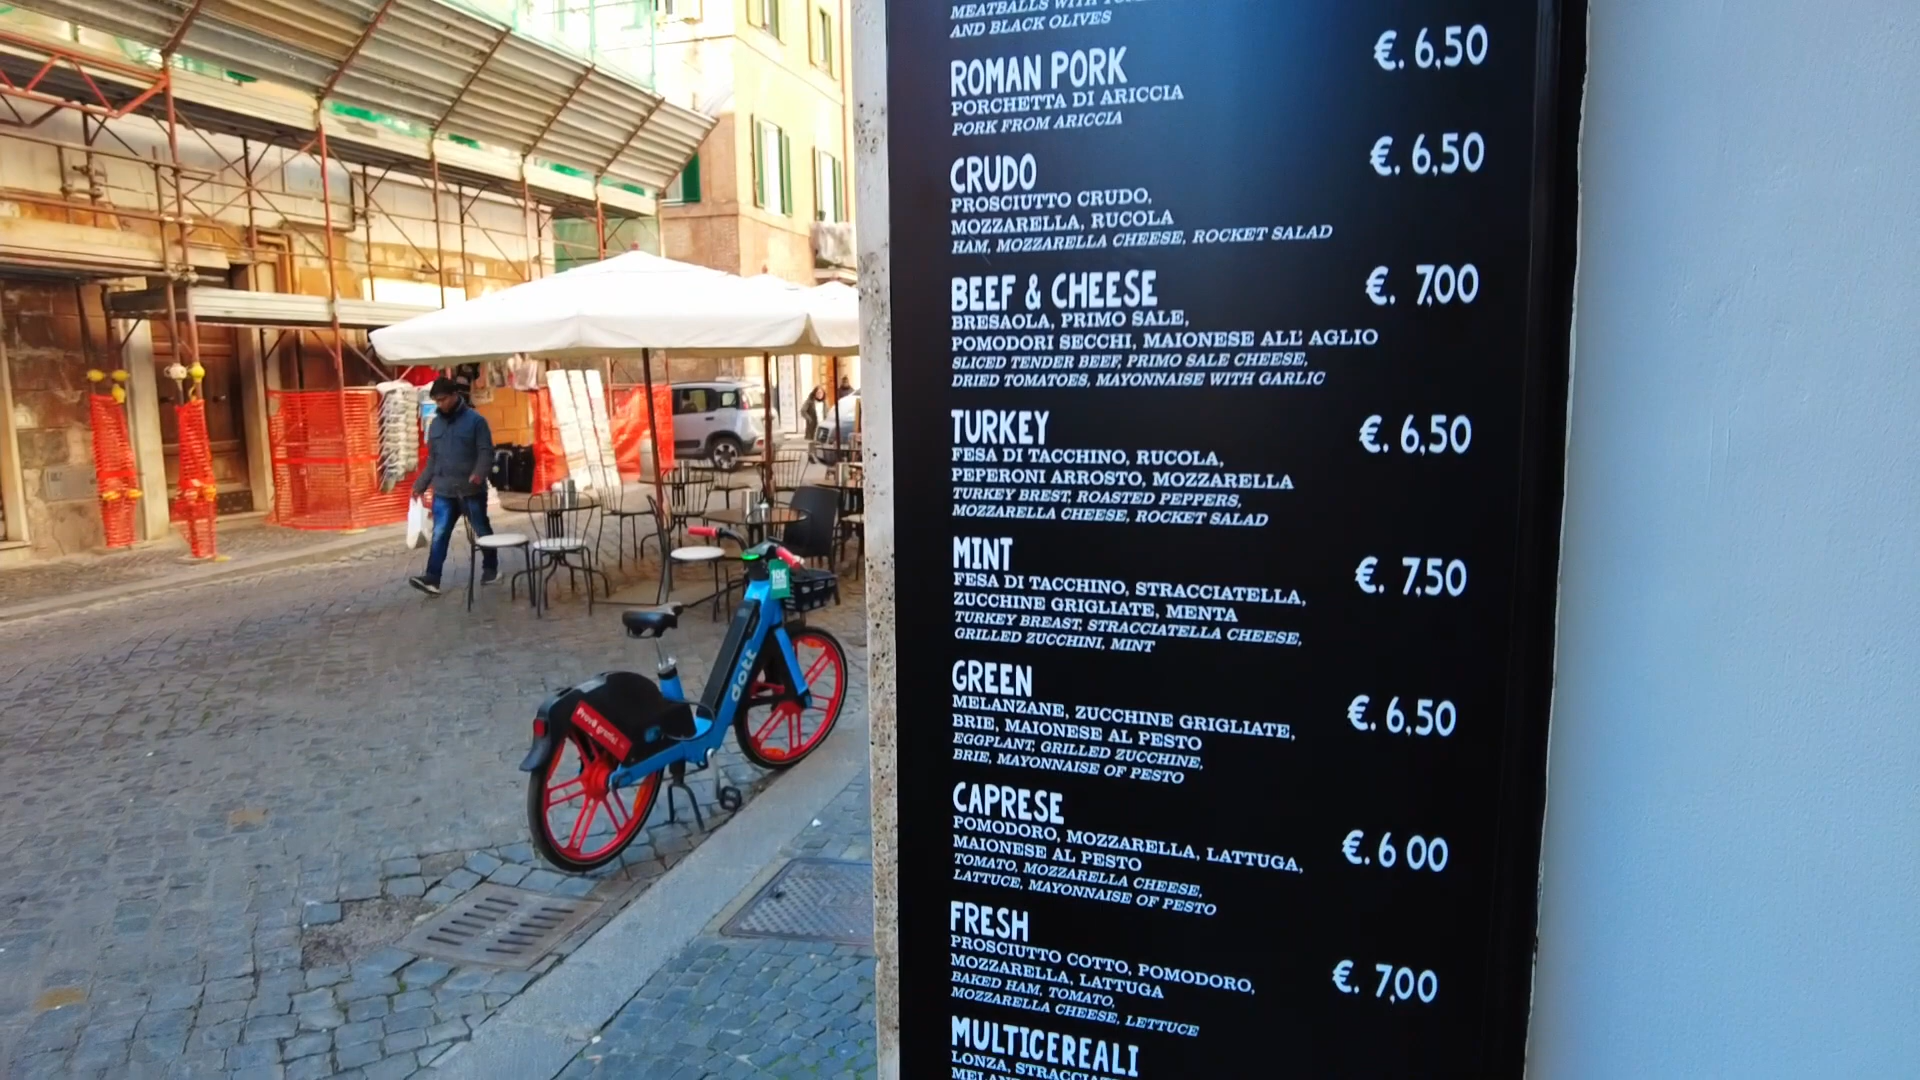 MEATBALLS WITH
AND BLACK OLIVES
ROMAN PORK €. 6,50
PORCHETTA DI ARICCIA
PORK FROM ARICCIA
CRUDO €. 6,50
PROSCIUTTO CRUDO,
MOZZARELLA, RUCOLA
HAM, MOZZARELLA CHEESE, ROCKET SALAD
BEEF & CHEESE €. 7,00
BRESAOLA, PRIMO SALE,
POMODORI SECCHI, MAIONESE ALL' AGLIO
SLICED TENDER BEEF, PRIMO SALE CHEESE,
DRIED TOMATOES, MAYONNAISE WITH GARLIC
TURKEY €. 6,50
FESA DI TACCHINO, RUCOLA,
PEPERONI ARROSTO, MOZZARELLA
TURKEY BREST, ROASTED PEPPERS,
MOZZARELLA CHEESE, ROCKET SALAD
MINT €. 7,50
FESA DI TACCHINO, STRACCIATELLA,
ZUCCHINE GRIGLIATE, MENTA
TURKEY BREAST, STRACCIATELLA CHEESE,
GRILLED ZUCCHINI, MINT
GREEN €. 6,50
MELANZANE, ZUCCHINE GRIGLIATE,
BRIE, MAIONESE AL PESTO
EGGPLANT, GRILLED ZUCCHINE,
BRIE, MAYONNAISE OF PESTO
CAPRESE €. 6 00
POMODORO, MOZZARELLA, LATTUGA,
MAIONESE AL PESTO
TOMATO, MOZZARELLA CHEESE,
LATTUCE, MAYONNAISE OF PESTO
FRESH €. 7,00
PROSCIUTTO COTTO, POMODORO,
MOZZARELLA, LATTUGA
BAKED HAM, TOMATO,
MOZZARELLA CHEESE, LETTUCE
MULTICEREALI
LONZA,
dott
Prova gratis!
10€